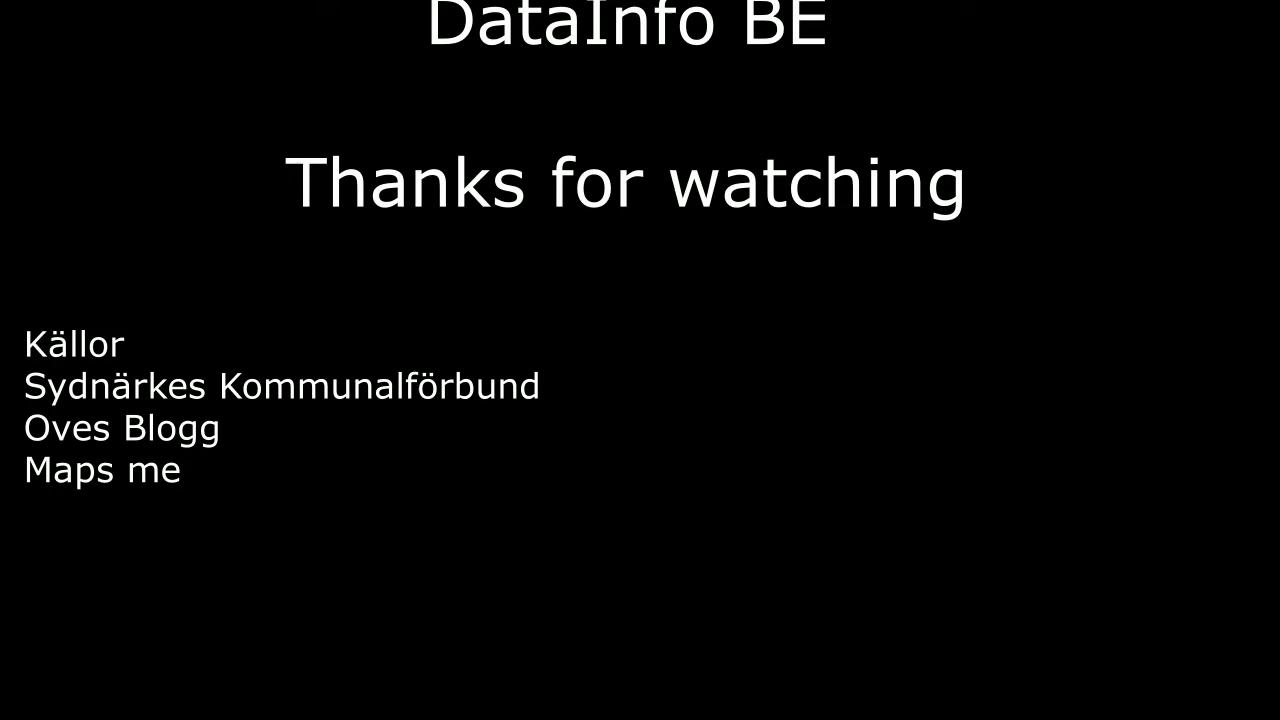 DataInfo BE
Thanks for watching
Källor
Sydnärkes Kommunalförbund
Oves Blogg
Maps me